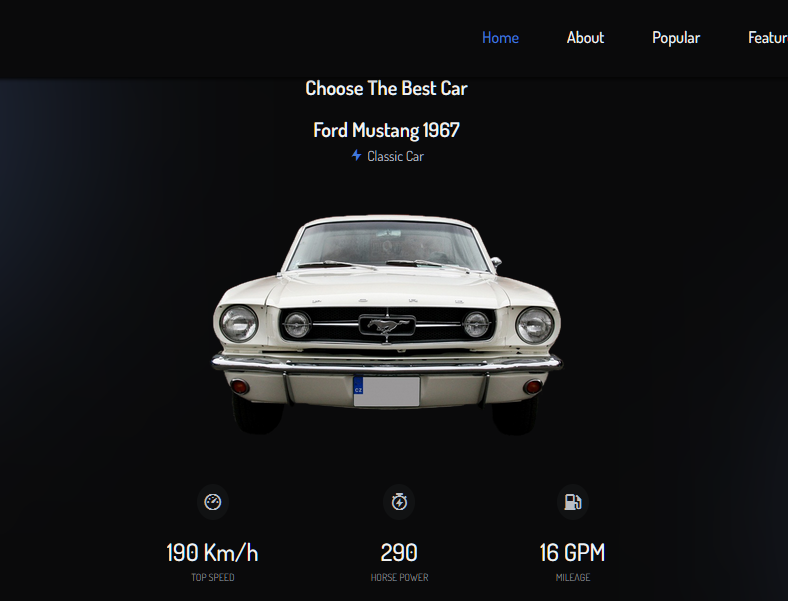 Home About Popular Featur
Choose The Best Car
Ford Mustang 1967
Classic Car
F O R D
CZ
190 Km/h 290 16 GPM
TOP SPEED HORSE POWER MILEAGE